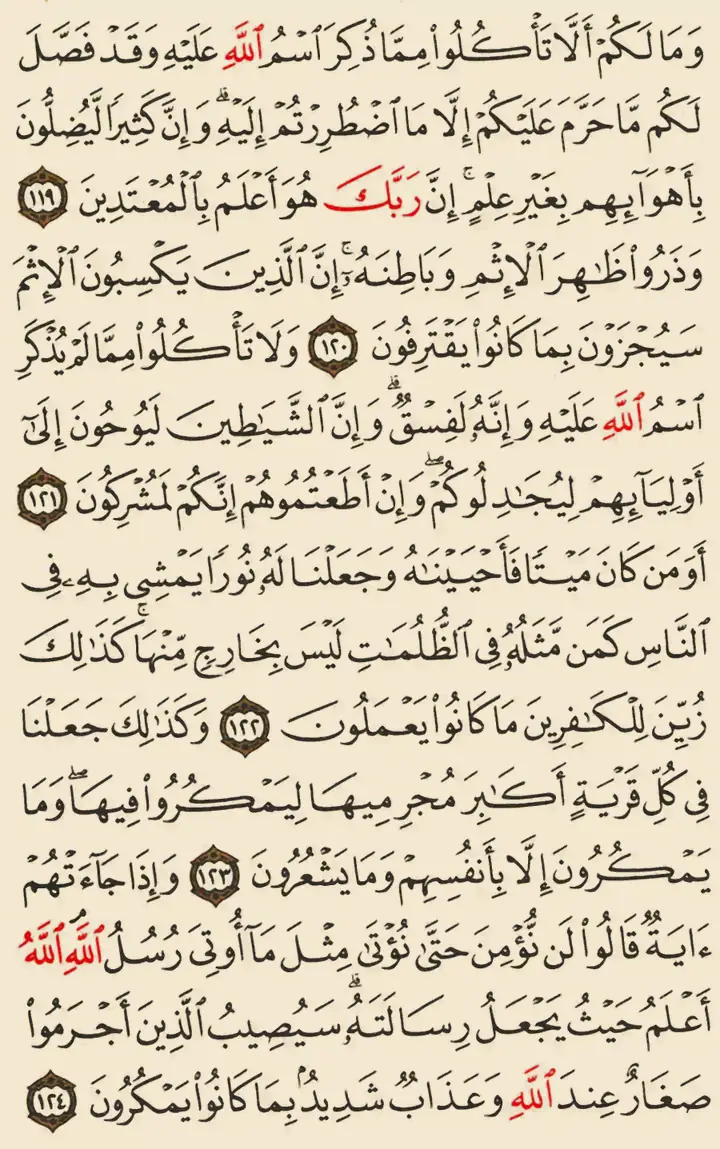 وَمَا لَكُمْ أَلَّا تَأْكُلُوا۟ مِمَّا ذُكِرَ ٱسْمُ ٱللَّهِ عَلَيْهِ وَقَدْ فَصَّلَ
لَكُم مَّا حَرَّمَ عَلَيْكُمْ إِلَّا مَا ٱضْطُرِرْتُمْ إِلَيْهِ ۗ وَإِنَّ كَثِيرًا لَّيُضِلُّونَ
بِأَهْوَآئِهِم بِغَيْرِ عِلْمٍ ۚ إِنَّ رَبَّكَ هُوَ أَعْلَمُ بِٱلْمُعْتَدِينَ ١١٩
وَذَرُوا۟ ظَـٰهِرَ ٱلْإِثْمِ وَبَاطِنَهُۥٓ ۚ إِنَّ ٱلَّذِينَ يَكْسِبُونَ ٱلْإِثْمَ
سَيُجْزَوْنَ بِمَا كَانُوا۟ يَقْتَرِفُونَ ١٢٠ وَلَا تَأْكُلُوا۟ مِمَّا لَمْ يُذْكَرِ
ٱسْمُ ٱللَّهِ عَلَيْهِ وَإِنَّهُۥ لَفِسْقٌ ۗ وَإِنَّ ٱلشَّيَـٰطِينَ لَيُوحُونَ إِلَىٰٓ
أَوْلِيَآئِهِمْ لِيُجَـٰدِلُوكُمْ ۖ وَإِنْ أَطَعْتُمُوهُمْ إِنَّكُمْ لَمُشْرِكُونَ ١٢١
أَوَمَن كَانَ مَيْتًا فَأَحْيَيْنَـٰهُ وَجَعَلْنَا لَهُۥ نُورًا يَمْشِى بِهِۦ فِى
ٱلنَّاسِ كَمَن مَّثَلُهُۥ فِى ٱلظُّلُمَـٰتِ لَيْسَ بِخَارِجٍ مِّنْهَا ۚ كَذَٰلِكَ
زُيِّنَ لِلْكَـٰفِرِينَ مَا كَانُوا۟ يَعْمَلُونَ ١٢٢ وَكَذَٰلِكَ جَعَلْنَا
فِى كُلِّ قَرْيَةٍ أَكَـٰبِرَ مُجْرِمِيهَا لِيَمْكُرُوا۟ فِيهَا ۖ وَمَا
يَمْكُرُونَ إِلَّا بِأَنفُسِهِمْ وَمَا يَشْعُرُونَ ١٢٣ وَإِذَا جَآءَتْهُمْ
ءَايَةٌ قَالُوا۟ لَن نُّؤْمِنَ حَتَّىٰ نُؤْتَىٰ مِثْلَ مَآ أُوتِىَ رُسُلُ ٱللَّهِ ۘ ٱللَّهُ
أَعْلَمُ حَيْثُ يَجْعَلُ رِسَالَتَهُۥ ۗ سَيُصِيبُ ٱلَّذِينَ أَجْرَمُوا۟
صَغَارٌ عِندَ ٱللَّهِ وَعَذَابٌ شَدِيدٌۢ بِمَا كَانُوا۟ يَمْكُرُونَ ١٢٤